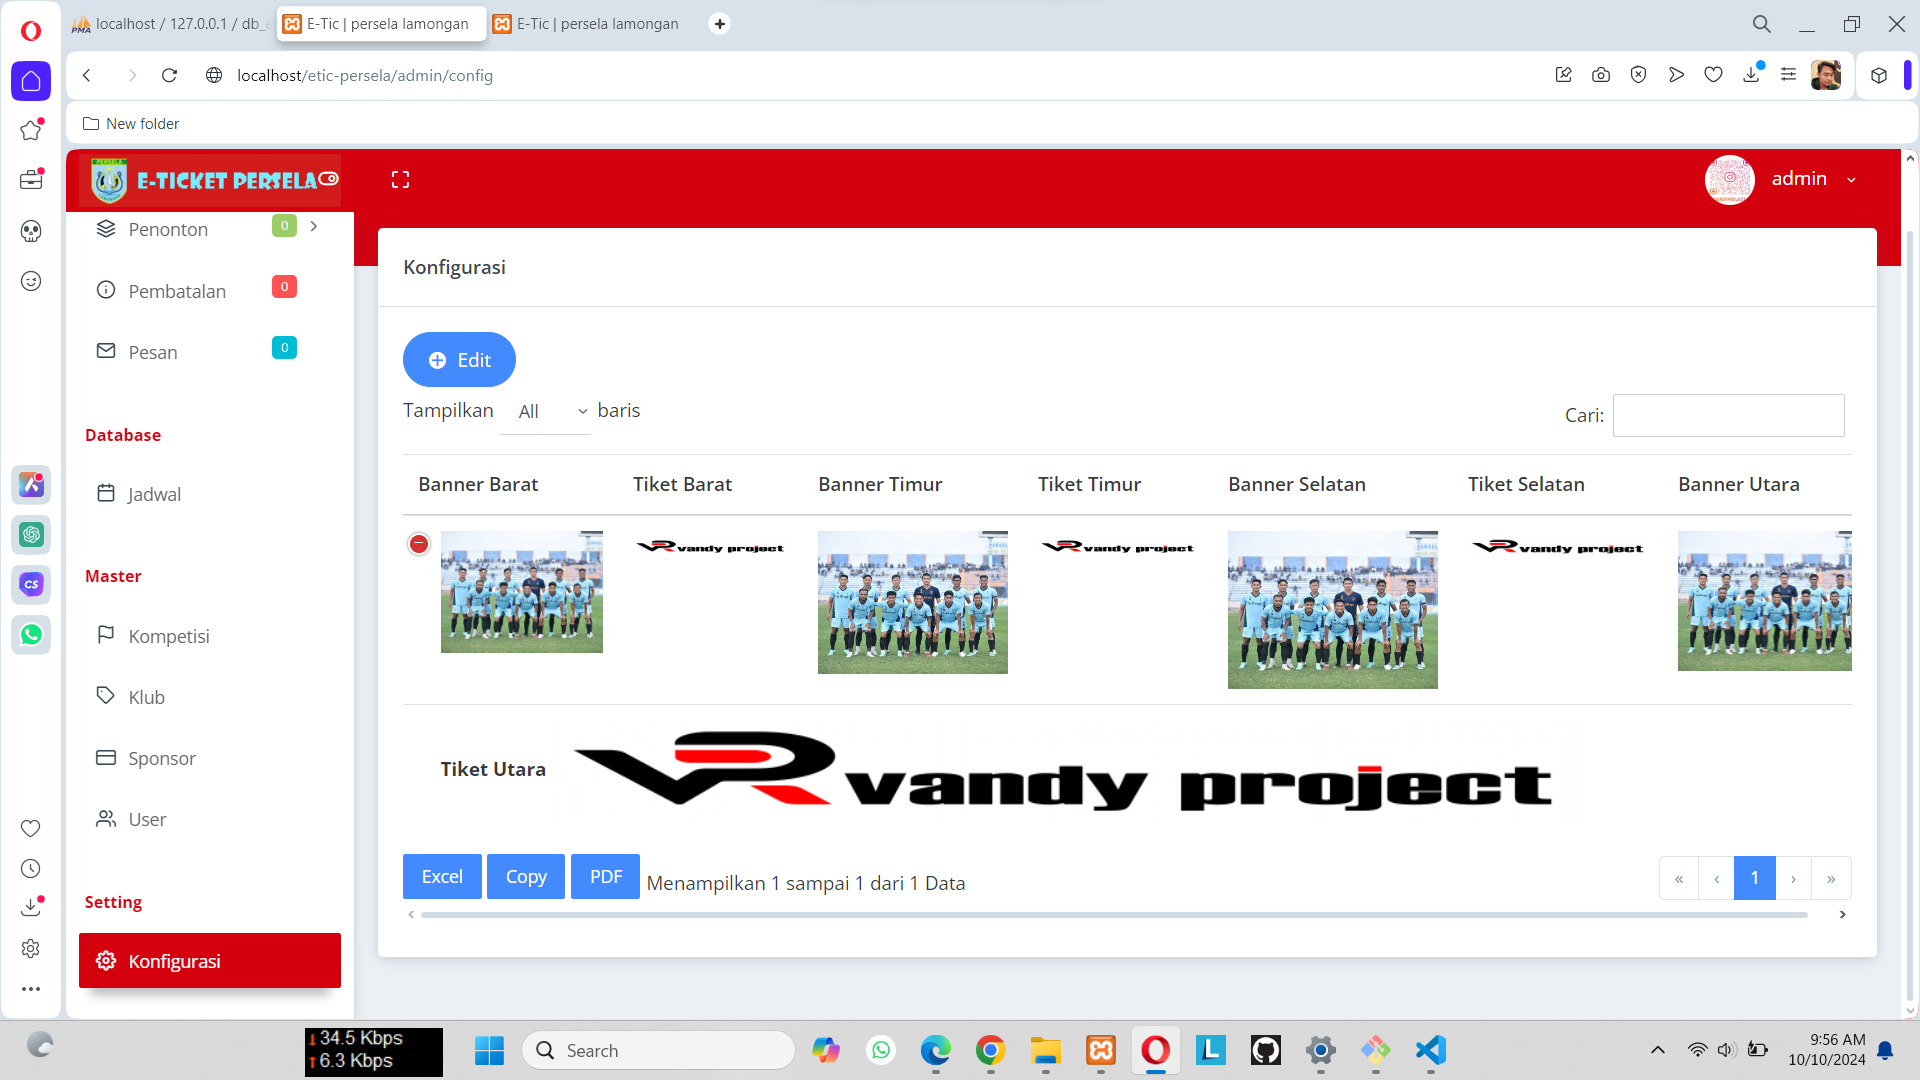 localhost / 127.0.0.1 / db_e
E-Tic | persela lamongan
E-Tic | persela lamongan
localhost/etic-persela/admin/config
New folder
E-TICKET PERSELA
admin
Penonton 0
Pembatalan 0
Pesan 0
Database
Jadwal
Master
Kompetisi
Klub
Sponsor
User
Setting
Konfigurasi
Konfigurasi
Edit
Tampilkan All baris
Cari:
Banner Barat Tiket Barat Banner Timur Tiket Timur Banner Selatan Tiket Selatan Banner Utara
vandy project vandy project vandy project
Tiket Utara VR vandy project
Excel Copy PDF Menampilkan 1 sampai 1 dari 1 Data
« ‹ 1 › »
34.5 Kbps
6.3 Kbps
Search
9:56 AM
10/10/2024